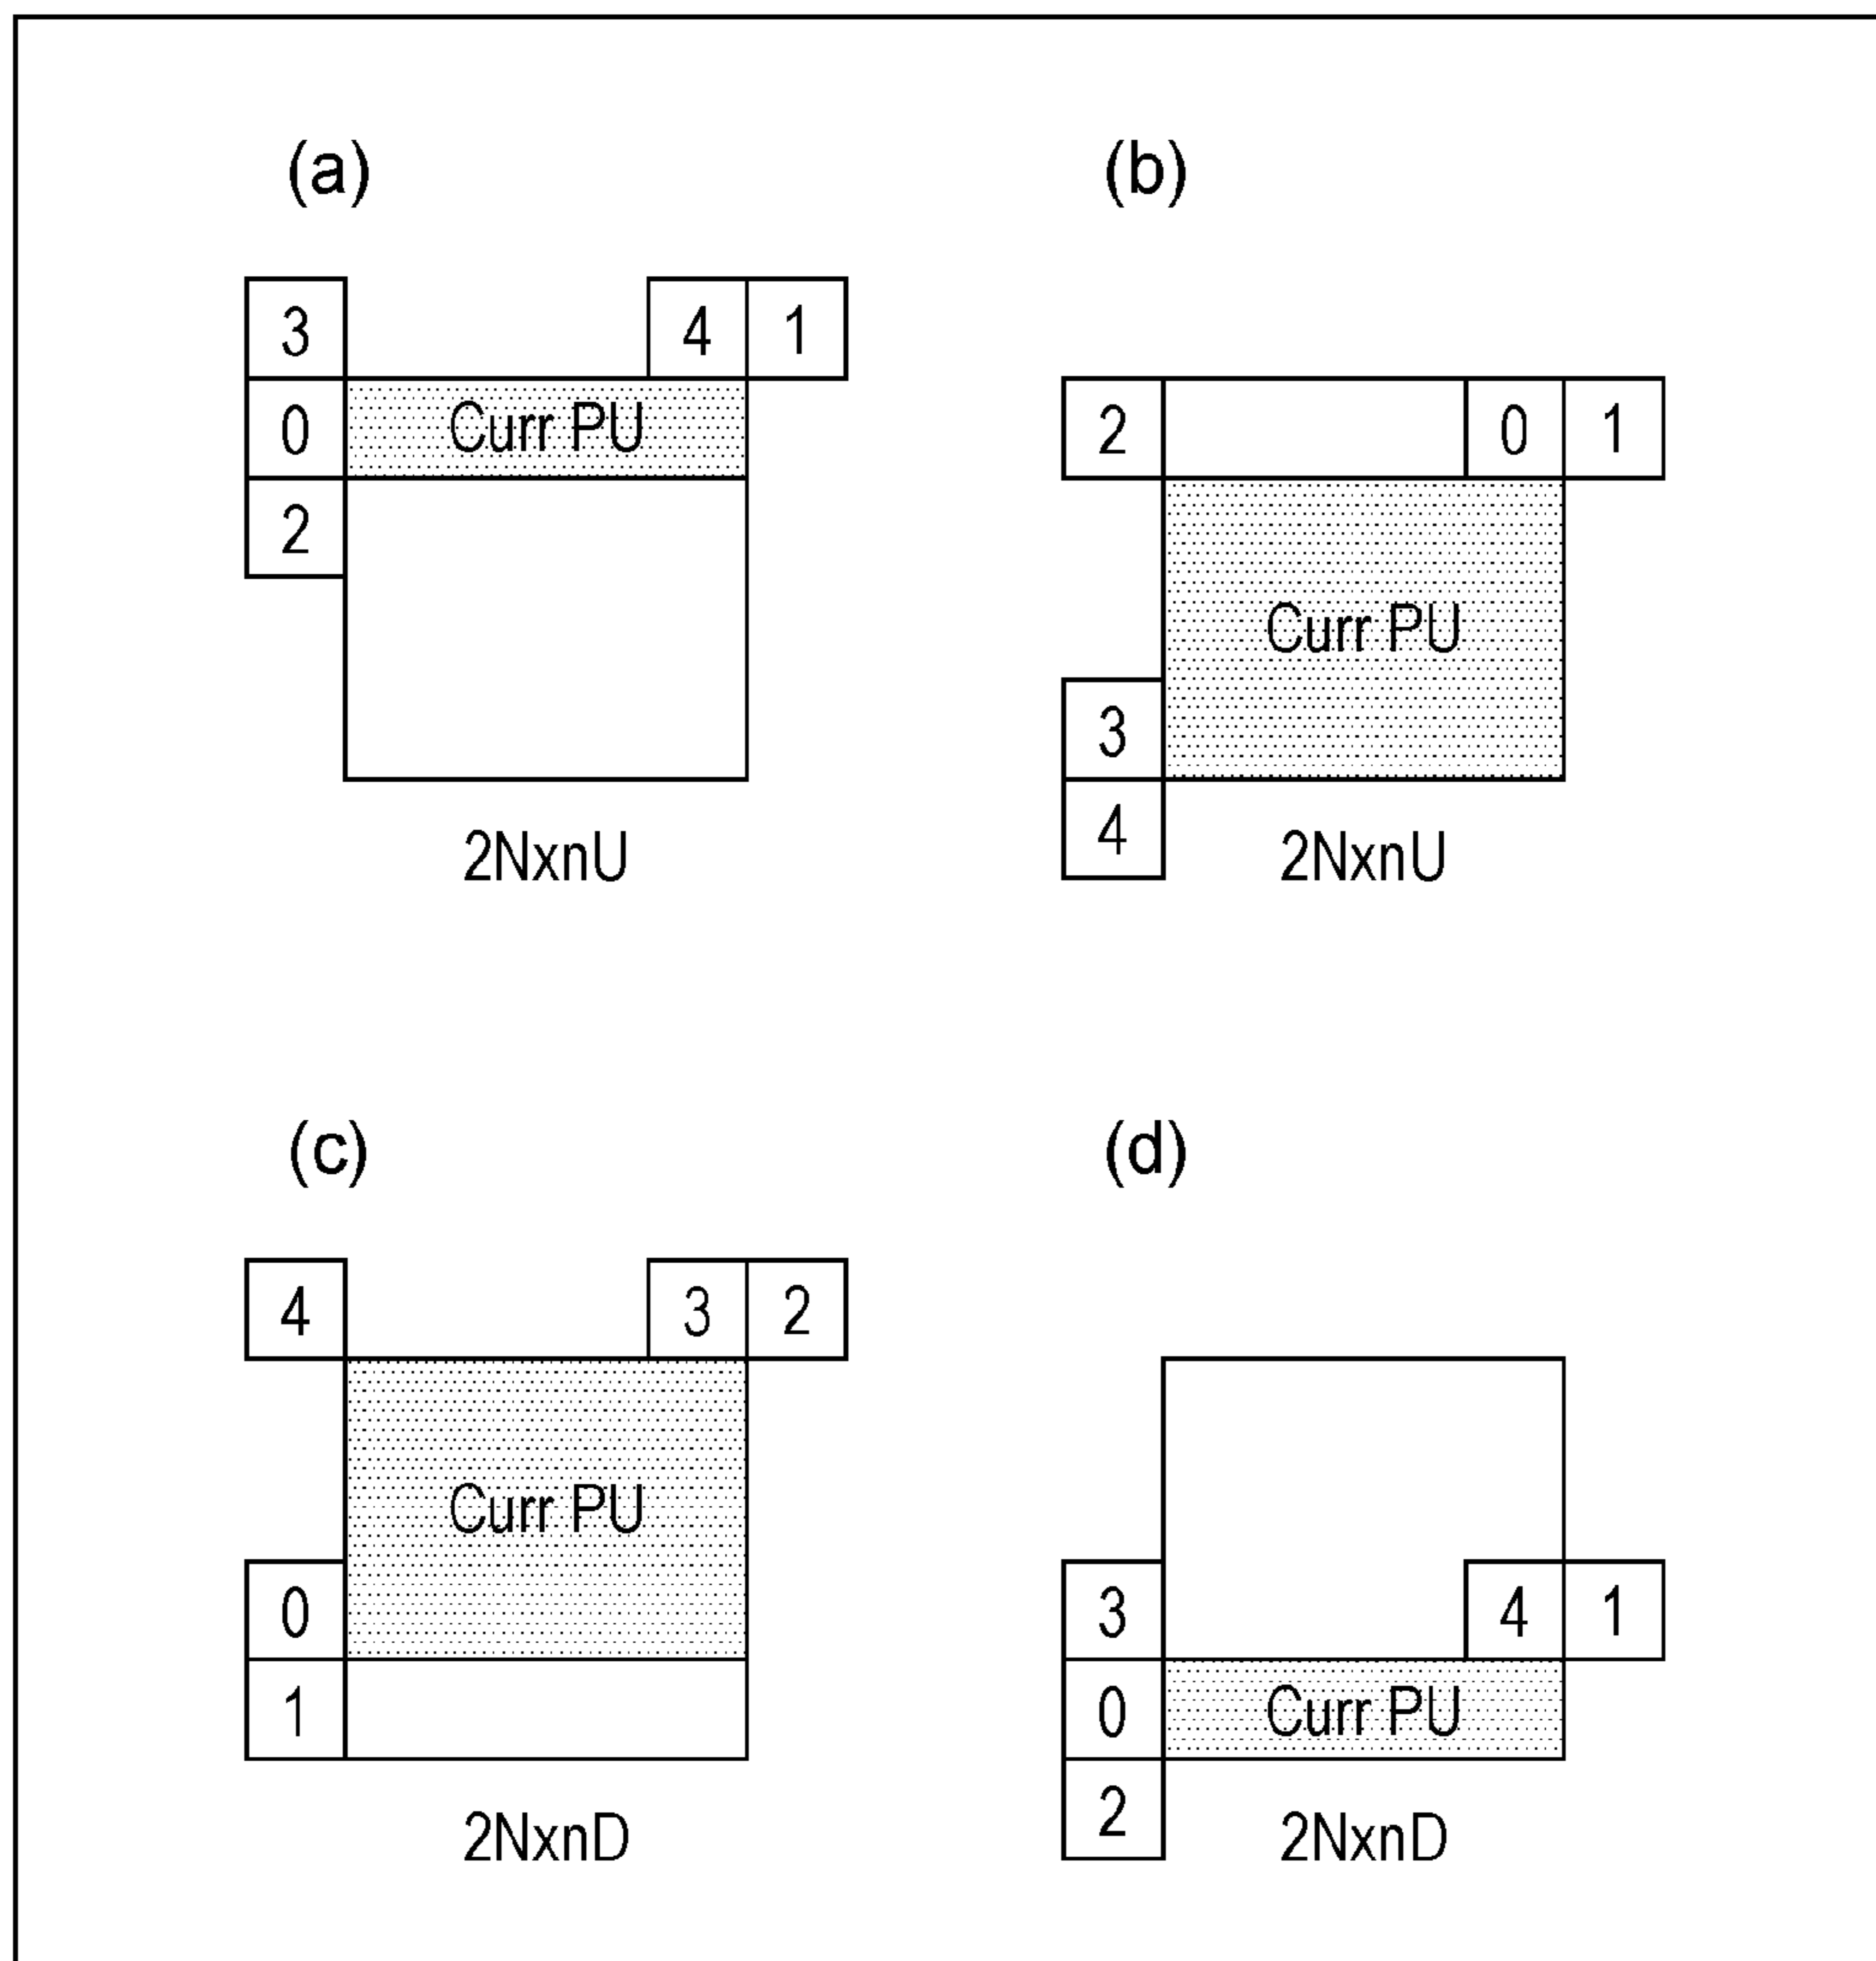 (a)
3 4 1
0 Curr PU
2
2NxnU
(b)
2 0 1
Curr PU
3
4
2NxnU
(c)
4 3 2
Curr PU
0
1
2NxnD
(d)
3 4 1
0 Curr PU
2
2NxnD